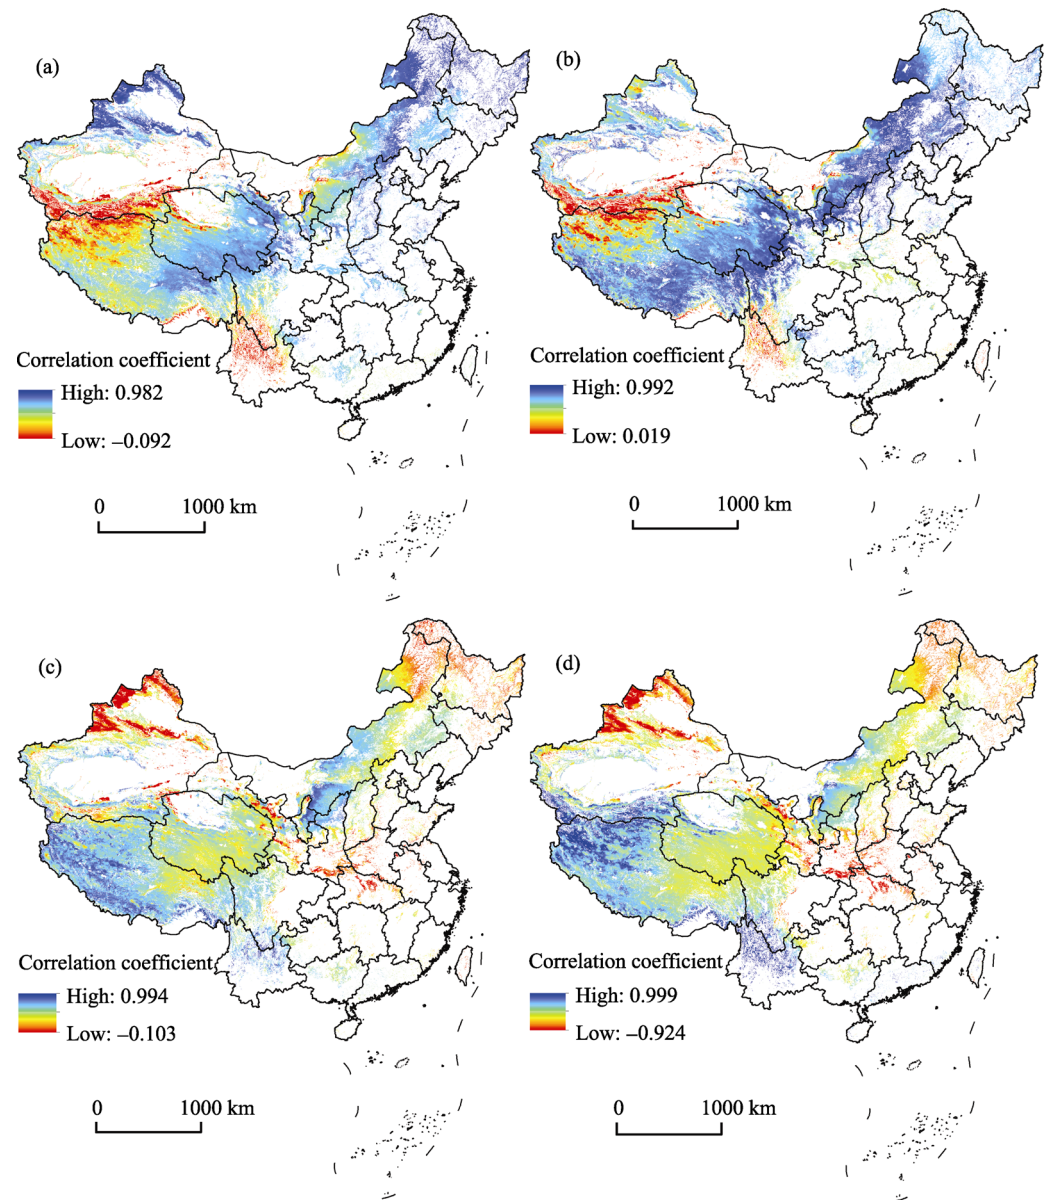 (a)
Correlation coefficient
High: 0.982
Low: –0.092
0 1000 km
(b)
Correlation coefficient
High: 0.992
Low: 0.019
0 1000 km
(c)
Correlation coefficient
High: 0.994
Low: –0.103
0 1000 km
(d)
Correlation coefficient
High: 0.999
Low: –0.924
0 1000 km